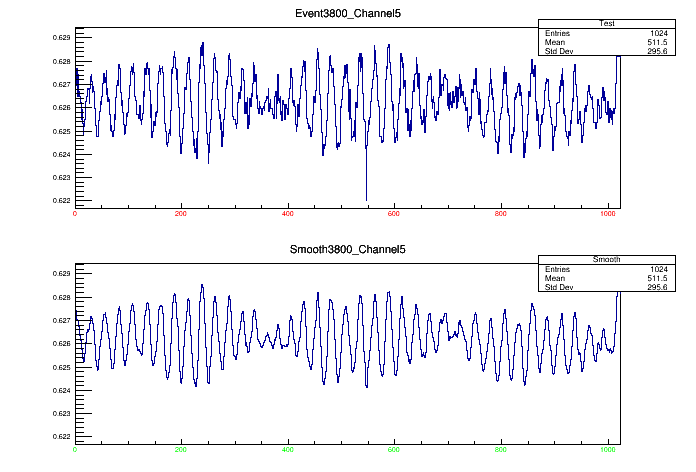 Event3800_Channel5
Test
Entries 1024
Mean 511.5
Std Dev 295.6
0.629
0.628
0.627
0.626
0.625
0.624
0.623
0.622
0 200 400 600 800 1000
Smooth3800_Channel5
Smooth
Entries 1024
Mean 511.5
Std Dev 295.6
0.629
0.628
0.627
0.626
0.625
0.624
0.623
0.622
0 200 400 600 800 1000